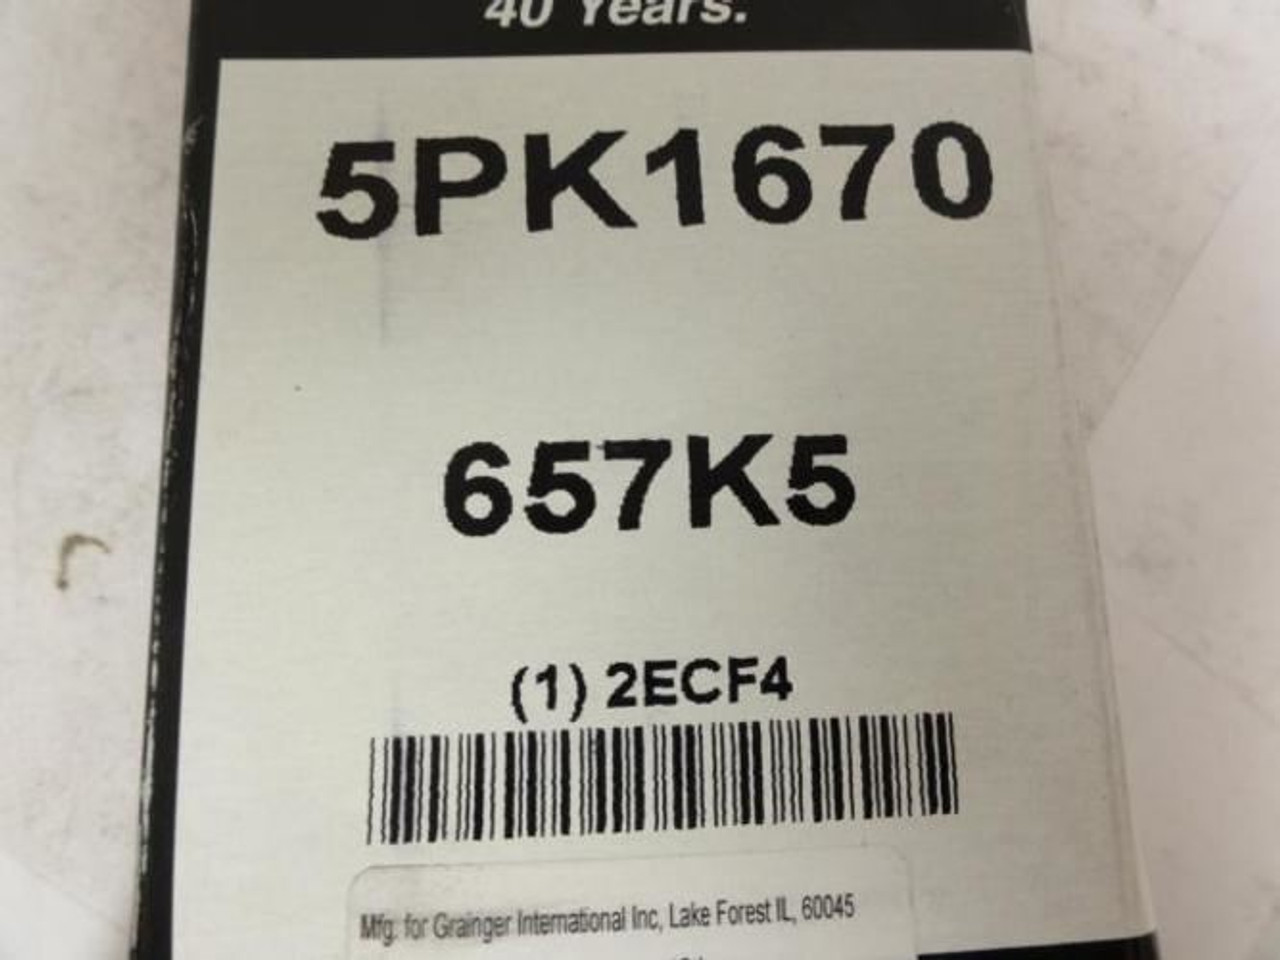 40 Years.
5PK1670
657K5
(1) 2ECF4
Mfg. for Grainger International Inc, Lake Forest IL, 60045